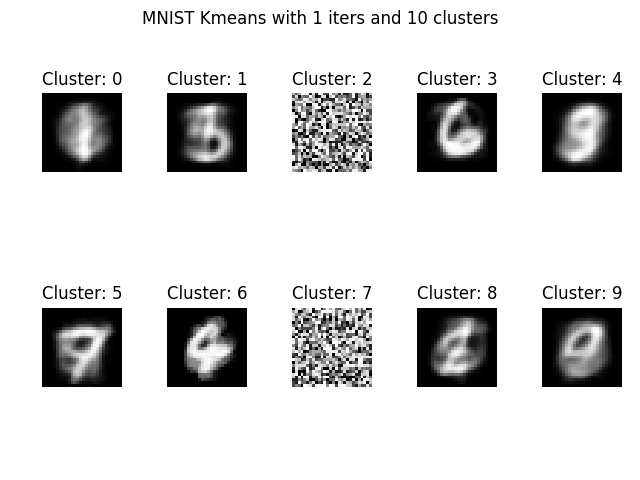 MNIST Kmeans with 1 iters and 10 clusters
Cluster: 0 Cluster: 1 Cluster: 2 Cluster: 3 Cluster: 4
Cluster: 5 Cluster: 6 Cluster: 7 Cluster: 8 Cluster: 9